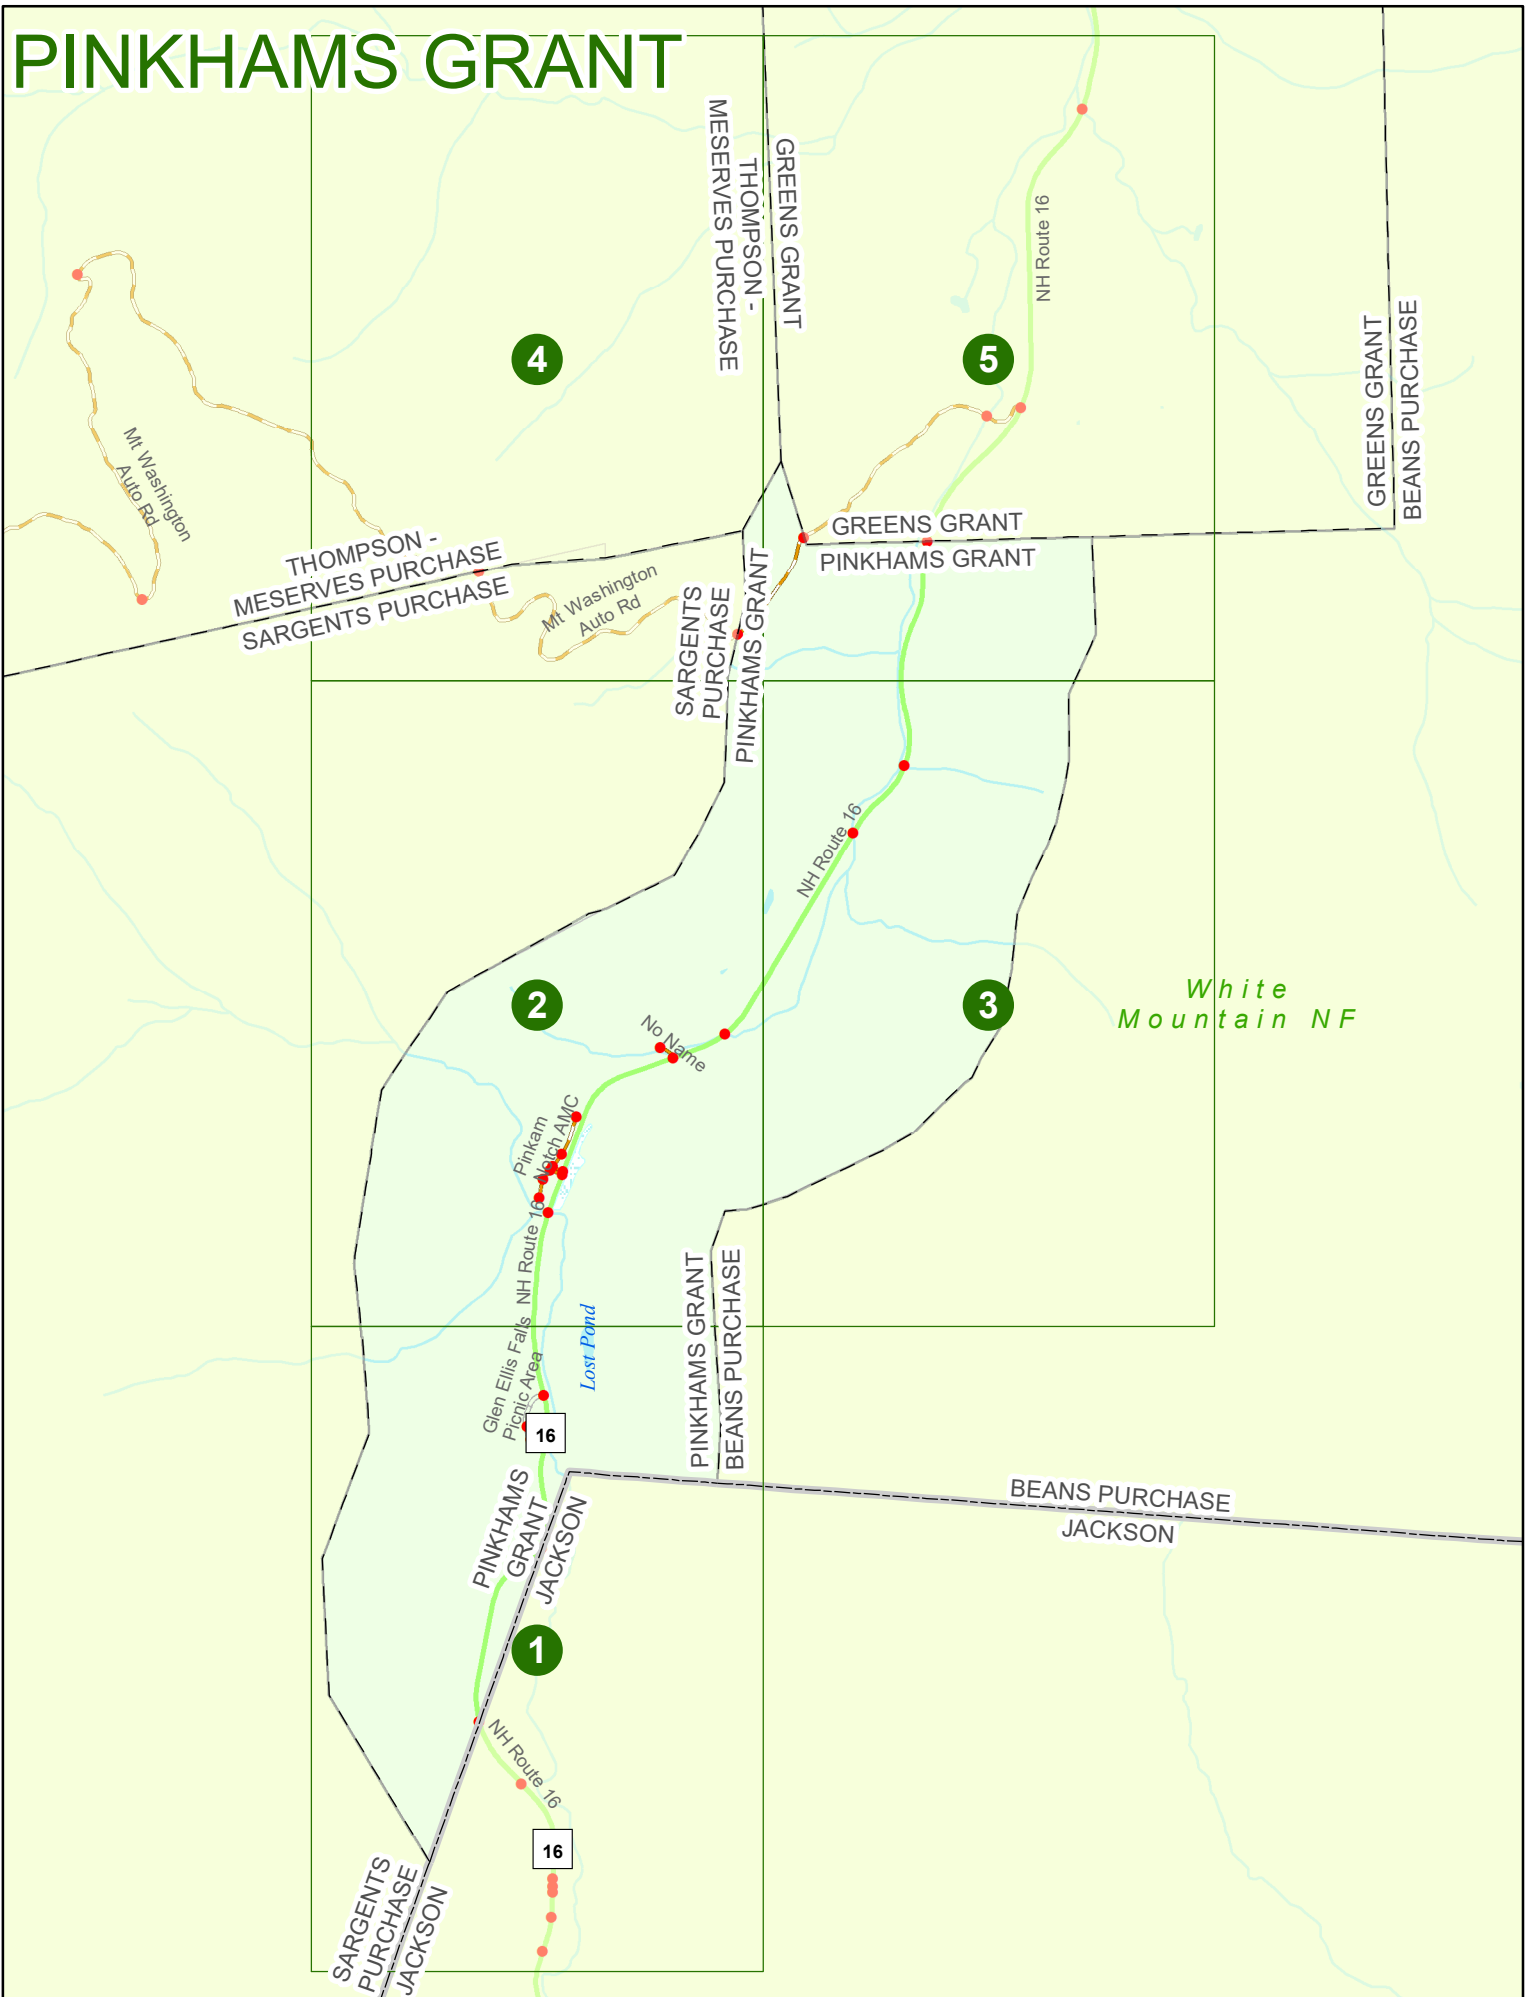 PINKHAMS GRANT
MESERVES PURCHASE
THOMPSON -
GREENS GRANT
NH Route 16
4
5
GREENS GRANT
BEANS PURCHASE
Mt Washington
Auto Rd
THOMPSON -
MESERVES PURCHASE
SARGENTS PURCHASE
GREENS GRANT
PINKHAMS GRANT
Mt Washington
Auto Rd
SARGENTS
PURCHASE
PINKHAMS GRANT
NH Route 16
2
3
White
Mountain NF
No Name
Pinkam
Notch AMC
NH Route 16
PINKHAMS GRANT
BEANS PURCHASE
Lost Pond
Glen Ellis Falls
Picnic Area
16
PINKHAMS
GRANT
JACKSON
BEANS PURCHASE
JACKSON
1
NH Route 16
16
SARGENTS
PURCHASE
JACKSON